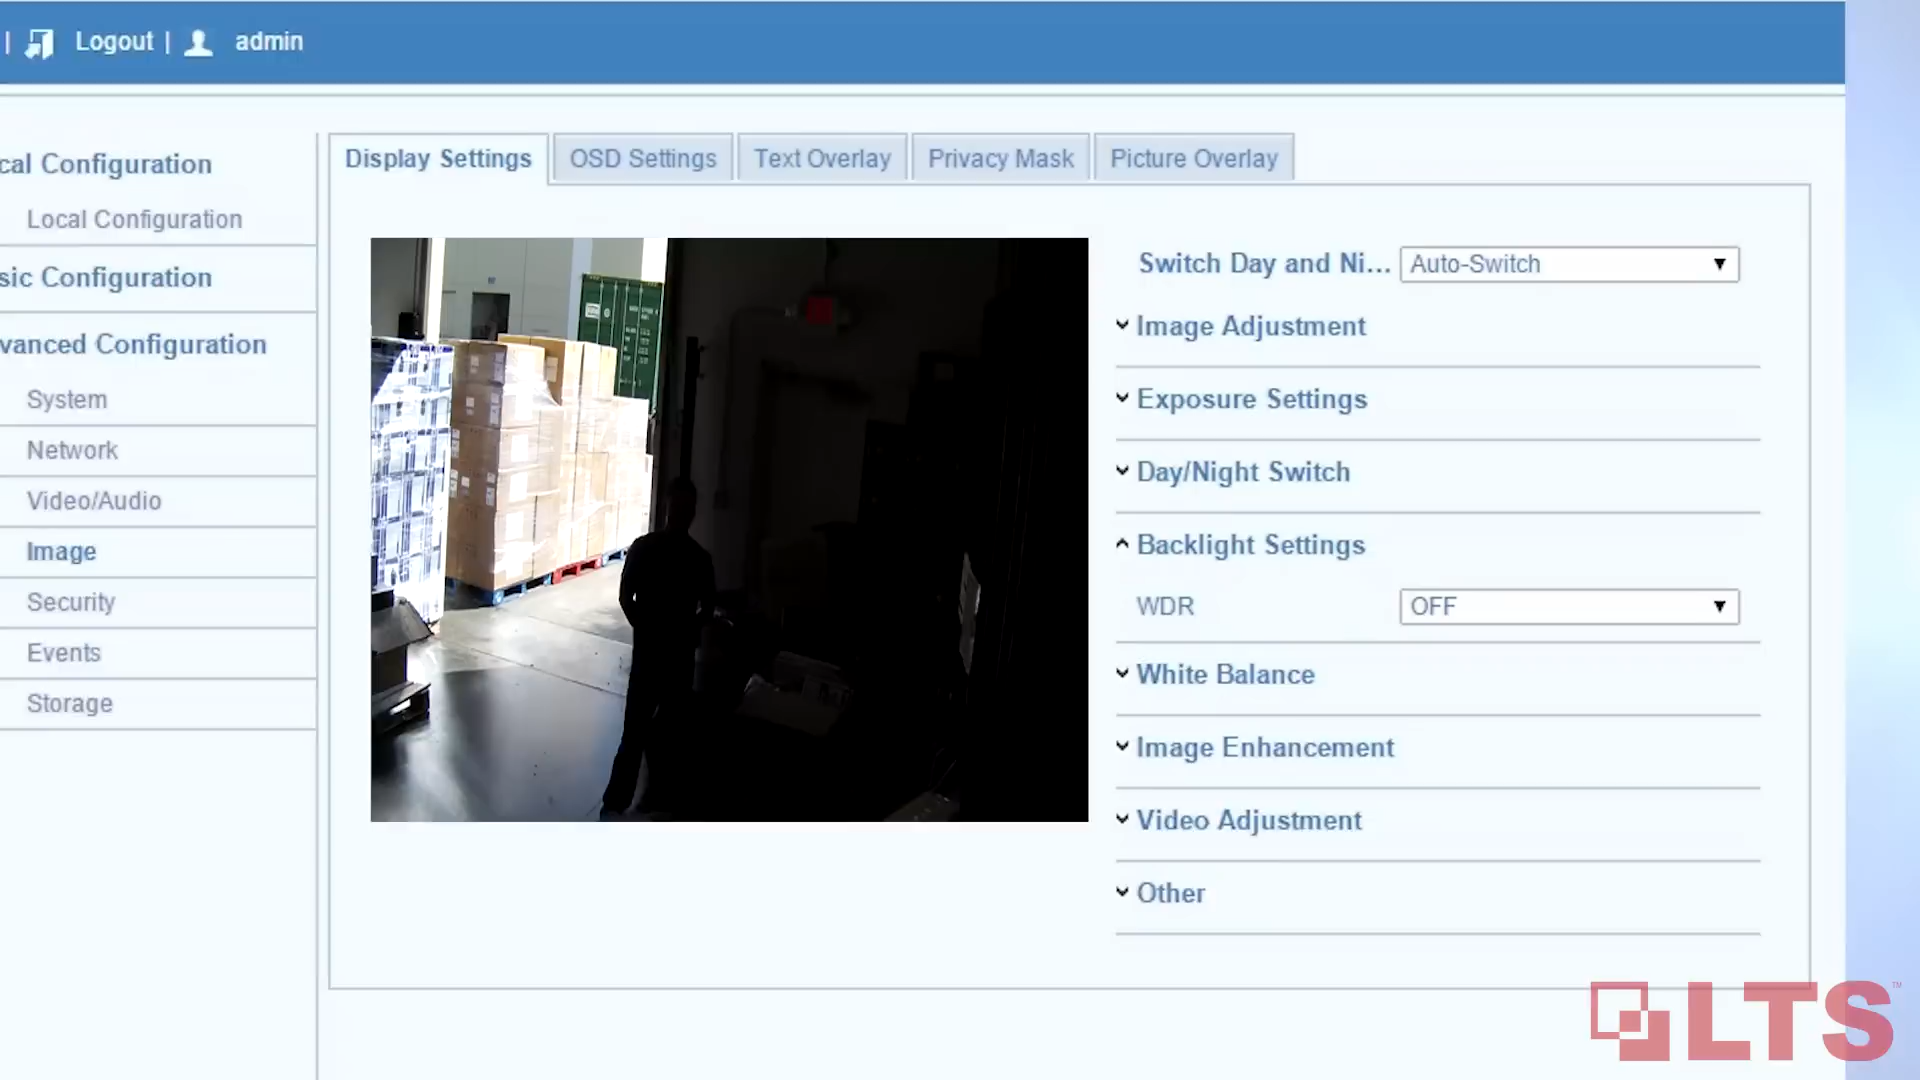 | Logout | admin
cal Configuration
Local Configuration
sic Configuration
vanced Configuration
System
Network
Video/Audio
Image
Security
Events
Storage
Display Settings OSD Settings Text Overlay Privacy Mask Picture Overlay
Switch Day and Ni... Auto-Switch
Image Adjustment
Exposure Settings
Day/Night Switch
Backlight Settings
WDR OFF
White Balance
Image Enhancement
Video Adjustment
Other
LTS™